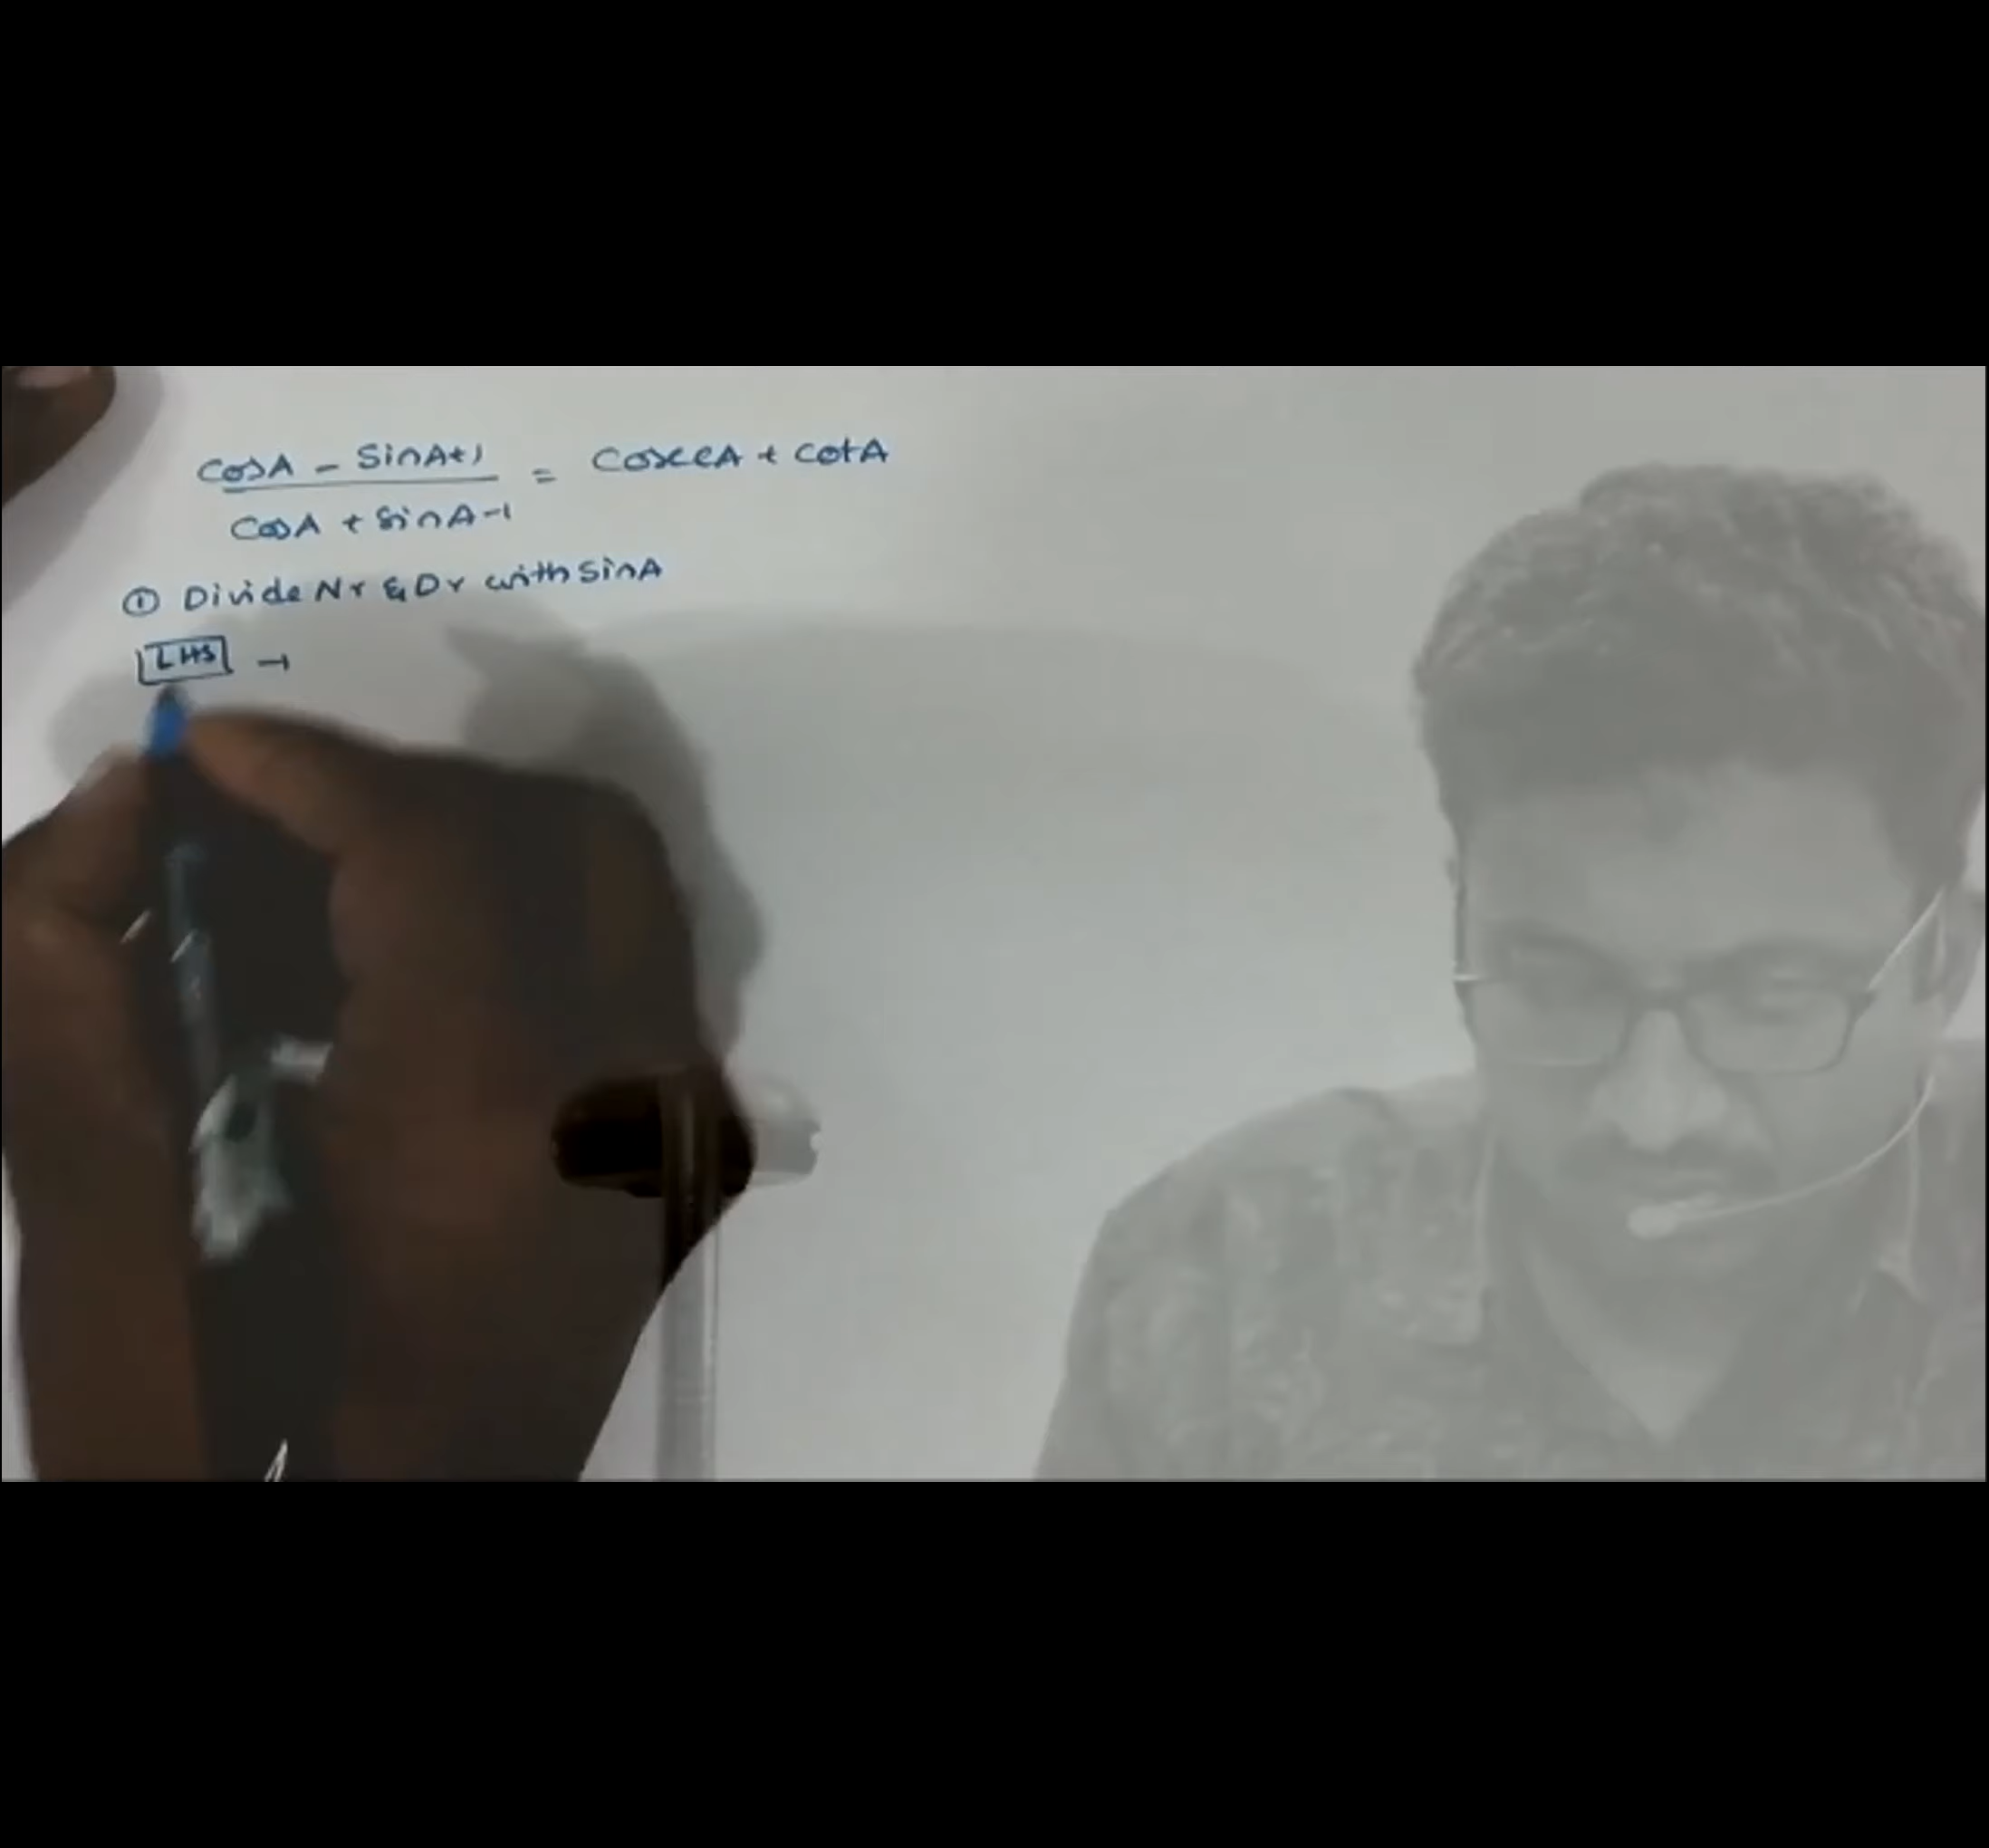 CosA - SinA+1 = CosecA + CotA
CosA + SinA-1
① Divide Nr & Dr with SinA
LHS →